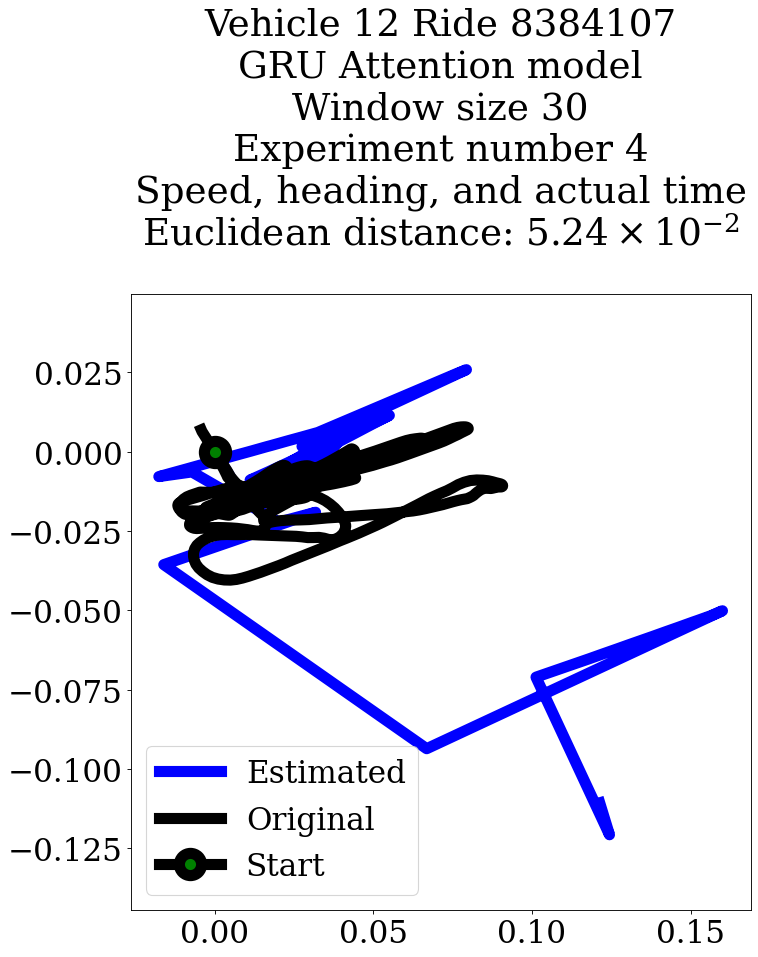 Vehicle 12 Ride 8384107
GRU Attention model
Window size 30
Experiment number 4
Speed, heading, and actual time
Euclidean distance: 5.24 × 10⁻²
0.025
0.000
−0.025
−0.050
−0.075
−0.100
−0.125
Estimated
Original
Start
0.00 0.05 0.10 0.15